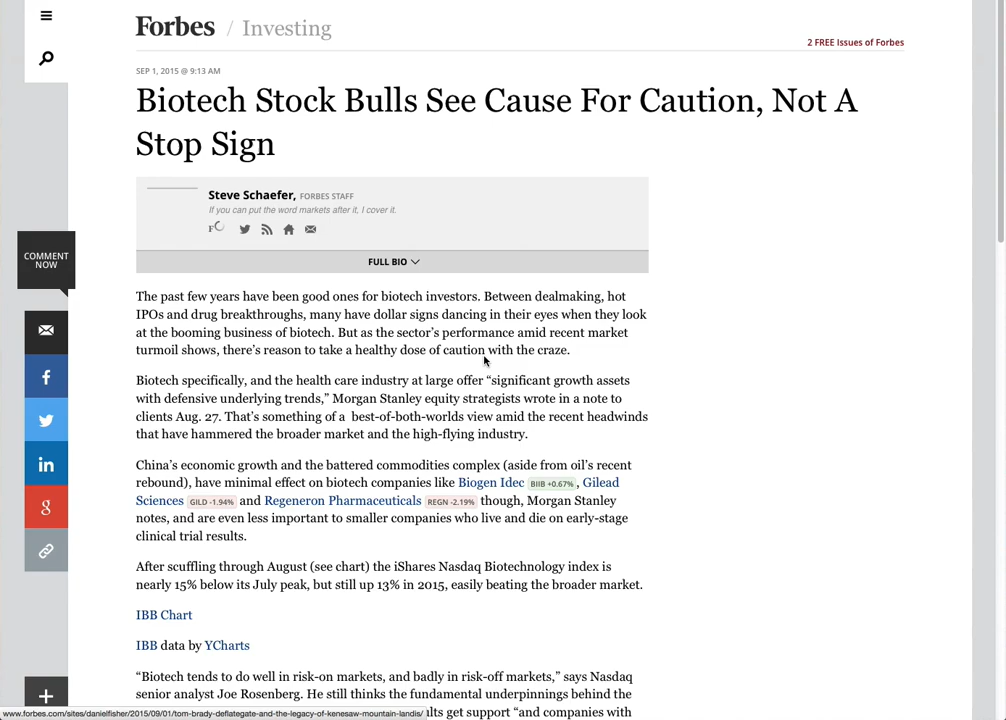 Forbes / Investing
2 FREE Issues of Forbes
SEP 1, 2015 @ 9:13 AM
Biotech Stock Bulls See Cause For Caution, Not A
Stop Sign
Steve Schaefer, FORBES STAFF
If you can put the word markets after it, I cover it.
FULL BIO
COMMENT
NOW
The past few years have been good ones for biotech investors. Between dealmaking, hot
IPOs and drug breakthroughs, many have dollar signs dancing in their eyes when they look
at the booming business of biotech. But as the sector’s performance amid recent market
turmoil shows, there’s reason to take a healthy dose of caution with the craze.
Biotech specifically, and the health care industry at large offer “significant growth assets
with defensive underlying trends,” Morgan Stanley equity strategists wrote in a note to
clients Aug. 27. That’s something of a best-of-both-worlds view amid the recent headwinds
that have hammered the broader market and the high-flying industry.
China’s economic growth and the battered commodities complex (aside from oil’s recent
rebound), have minimal effect on biotech companies like Biogen Idec BIIB +0.67%, Gilead
Sciences GILD -1.94% and Regeneron Pharmaceuticals REGN -2.19% though, Morgan Stanley
notes, and are even less important to smaller companies who live and die on early-stage
clinical trial results.
After scuffling through August (see chart) the iShares Nasdaq Biotechnology index is
nearly 15% below its July peak, but still up 13% in 2015, easily beating the broader market.
IBB Chart
IBB data by YCharts
“Biotech tends to do well in risk-on markets, and badly in risk-off markets,” says Nasdaq
senior analyst Joe Rosenberg. He still thinks the fundamental underpinnings behind the
ults get support “and companies with
www.forbes.com/sites/danielfisher/2015/09/01/tom-brady-deflategate-and-the-legacy-of-kenesaw-mountain-landis/